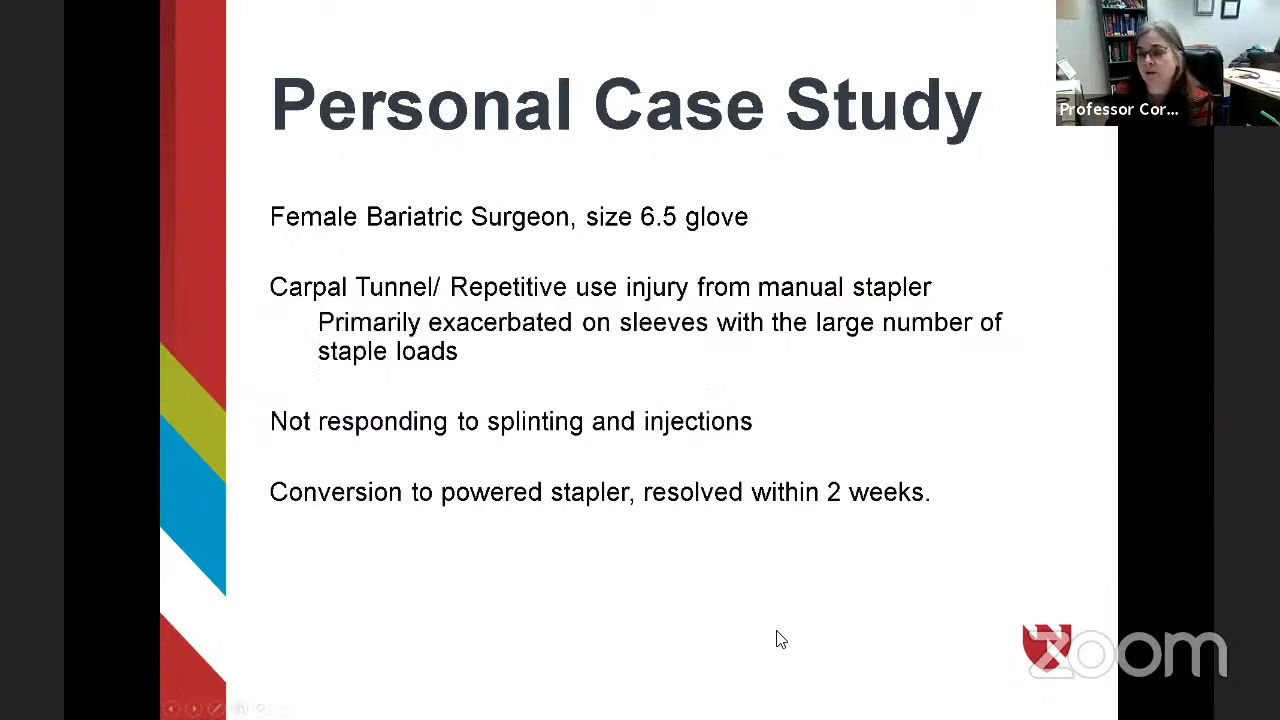 Personal Case Study
Professor Cor...
Female Bariatric Surgeon, size 6.5 glove
Carpal Tunnel/ Repetitive use injury from manual stapler
Primarily exacerbated on sleeves with the large number of
staple loads
Not responding to splinting and injections
Conversion to powered stapler, resolved within 2 weeks.
zoom